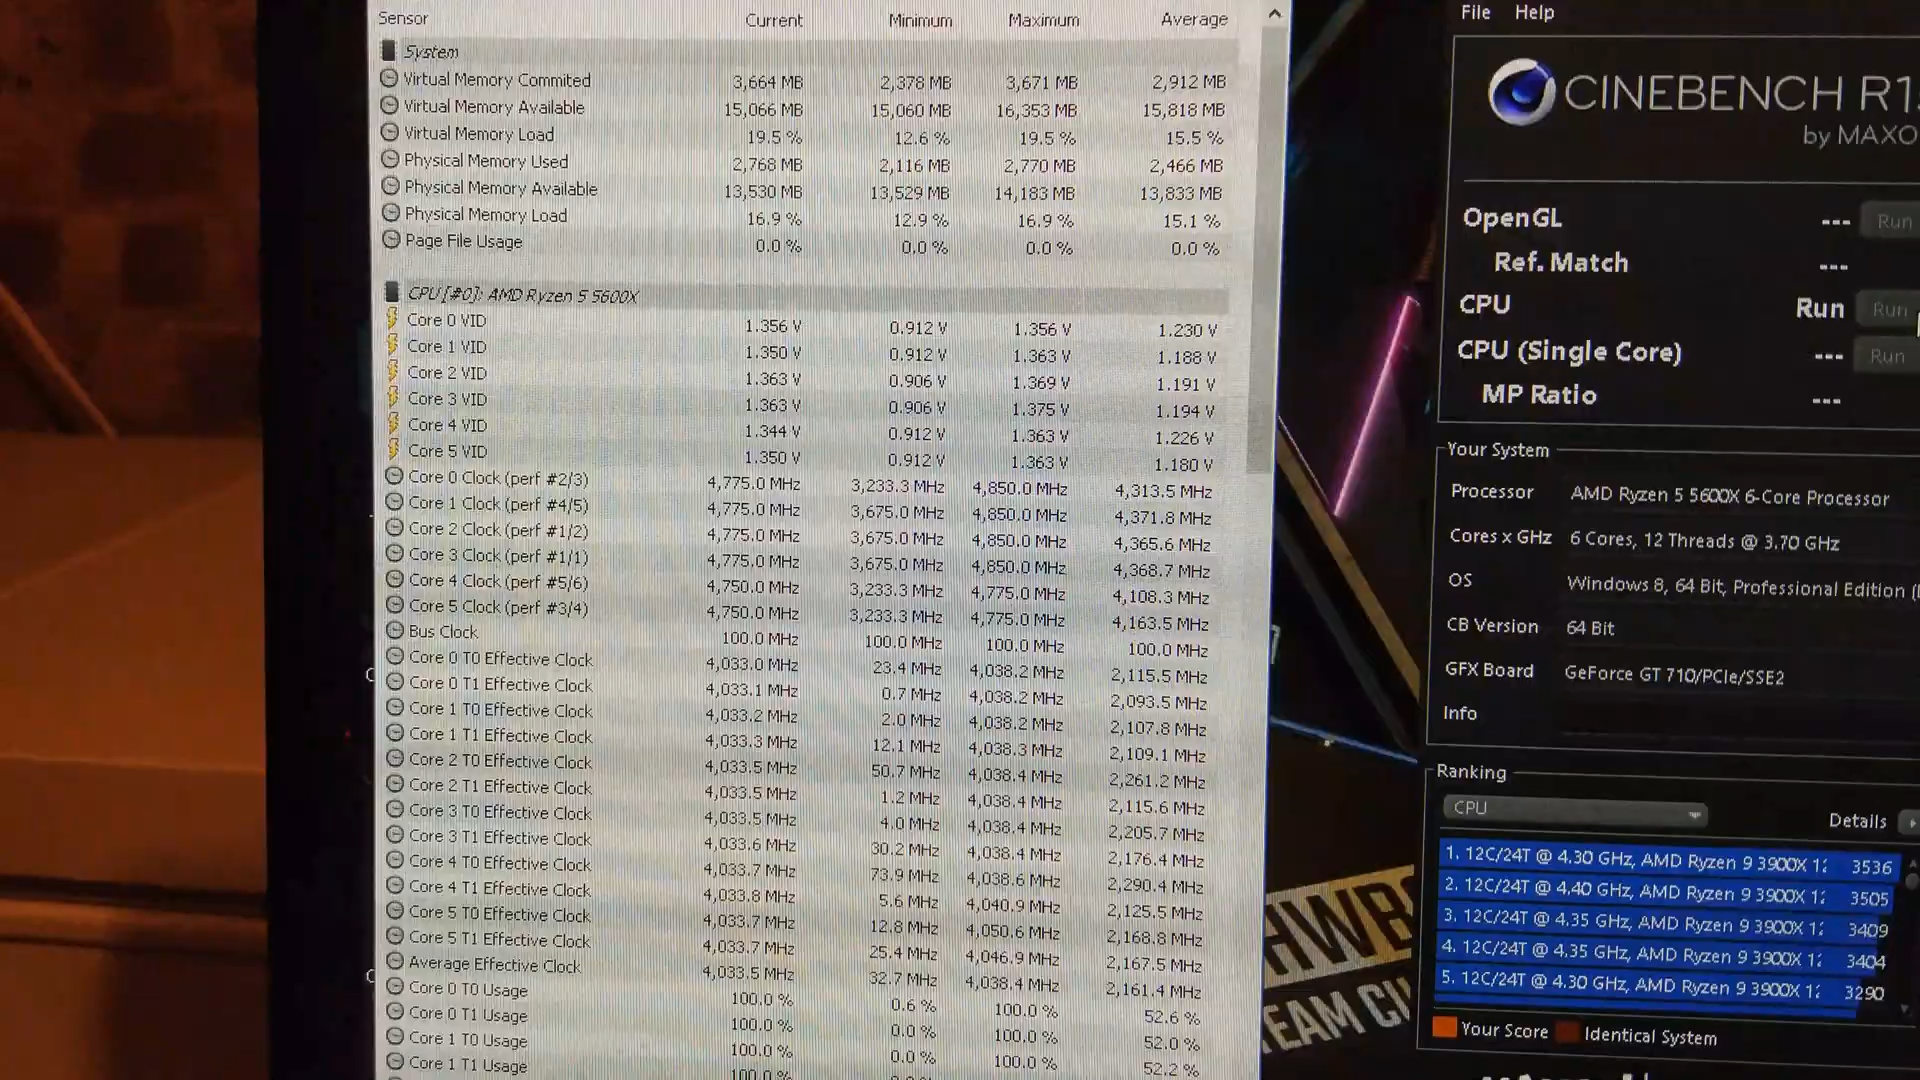 Sensor Current Minimum Maximum Average
System
Virtual Memory Commited 3,664 MB 2,378 MB 3,671 MB 2,912 MB
Virtual Memory Available 15,066 MB 15,060 MB 16,353 MB 15,818 MB
Virtual Memory Load 19.5 % 12.6 % 19.5 % 15.5 %
Physical Memory Used 2,768 MB 2,116 MB 2,770 MB 2,466 MB
Physical Memory Available 13,530 MB 13,529 MB 14,183 MB 13,833 MB
Physical Memory Load 16.9 % 12.9 % 16.9 % 15.1 %
Page File Usage 0.0 % 0.0 % 0.0 % 0.0 %
CPU [#0]: AMD Ryzen 5 5600X
Core 0 VID 1.356 V 0.912 V 1.356 V 1.230 V
Core 1 VID 1.350 V 0.912 V 1.363 V 1.188 V
Core 2 VID 1.363 V 0.906 V 1.369 V 1.191 V
Core 3 VID 1.363 V 0.906 V 1.375 V 1.194 V
Core 4 VID 1.344 V 0.912 V 1.363 V 1.226 V
Core 5 VID 1.350 V 0.912 V 1.363 V 1.180 V
Core 0 Clock (perf #2/3) 4,775.0 MHz 3,233.3 MHz 4,850.0 MHz 4,313.5 MHz
Core 1 Clock (perf #4/5) 4,775.0 MHz 3,675.0 MHz 4,850.0 MHz 4,371.8 MHz
Core 2 Clock (perf #1/2) 4,775.0 MHz 3,675.0 MHz 4,850.0 MHz 4,365.6 MHz
Core 3 Clock (perf #1/1) 4,775.0 MHz 3,675.0 MHz 4,850.0 MHz 4,368.7 MHz
Core 4 Clock (perf #5/6) 4,750.0 MHz 3,233.3 MHz 4,775.0 MHz 4,108.3 MHz
Core 5 Clock (perf #3/4) 4,750.0 MHz 3,233.3 MHz 4,775.0 MHz 4,163.5 MHz
Bus Clock 100.0 MHz 100.0 MHz 100.0 MHz 100.0 MHz
Core 0 T0 Effective Clock 4,033.0 MHz 23.4 MHz 4,038.2 MHz 2,115.5 MHz
Core 0 T1 Effective Clock 4,033.1 MHz 0.7 MHz 4,038.2 MHz 2,093.5 MHz
Core 1 T0 Effective Clock 4,033.2 MHz 2.0 MHz 4,038.2 MHz 2,107.8 MHz
Core 1 T1 Effective Clock 4,033.3 MHz 12.1 MHz 4,038.3 MHz 2,109.1 MHz
Core 2 T0 Effective Clock 4,033.5 MHz 50.7 MHz 4,038.4 MHz 2,261.2 MHz
Core 2 T1 Effective Clock 4,033.5 MHz 1.2 MHz 4,038.4 MHz 2,115.6 MHz
Core 3 T0 Effective Clock 4,033.5 MHz 4.0 MHz 4,038.4 MHz 2,205.7 MHz
Core 3 T1 Effective Clock 4,033.6 MHz 30.2 MHz 4,038.4 MHz 2,176.4 MHz
Core 4 T0 Effective Clock 4,033.7 MHz 73.9 MHz 4,038.6 MHz 2,290.4 MHz
Core 4 T1 Effective Clock 4,033.8 MHz 5.6 MHz 4,040.9 MHz 2,125.5 MHz
Core 5 T0 Effective Clock 4,033.7 MHz 12.8 MHz 4,050.6 MHz 2,168.8 MHz
Core 5 T1 Effective Clock 4,033.7 MHz 25.4 MHz 4,046.9 MHz 2,167.5 MHz
Average Effective Clock 4,033.5 MHz 32.7 MHz 4,038.4 MHz 2,161.4 MHz
Core 0 T0 Usage 100.0 % 0.6 % 100.0 % 52.6 %
Core 0 T1 Usage 100.0 % 0.0 % 100.0 % 52.0 %
Core 1 T0 Usage 100.0 % 0.0 % 100.0 % 52.2 %
Core 1 T1 Usage 100.0 %
File Help
CINEBENCH R1
by MAXO
OpenGL --- Run
Ref. Match ---
CPU Run Run
CPU (Single Core) --- Run
MP Ratio ---
Your System
Processor AMD Ryzen 5 5600X 6-Core Processor
Cores x GHz 6 Cores, 12 Threads @ 3.70 GHz
OS Windows 8, 64 Bit, Professional Edition (
CB Version 64 Bit
GFX Board GeForce GT 710/PCIe/SSE2
Info
Ranking
CPU Details
1. 12C/24T @ 4.30 GHz, AMD Ryzen 9 3900X 12 3536
2. 12C/24T @ 4.40 GHz, AMD Ryzen 9 3900X 12 3505
3. 12C/24T @ 4.35 GHz, AMD Ryzen 9 3900X 12 3409
4. 12C/24T @ 4.35 GHz, AMD Ryzen 9 3900X 12 3404
5. 12C/24T @ 4.30 GHz, AMD Ryzen 9 3900X 12 3290
Your Score Identical System
HWB
TEAM CU